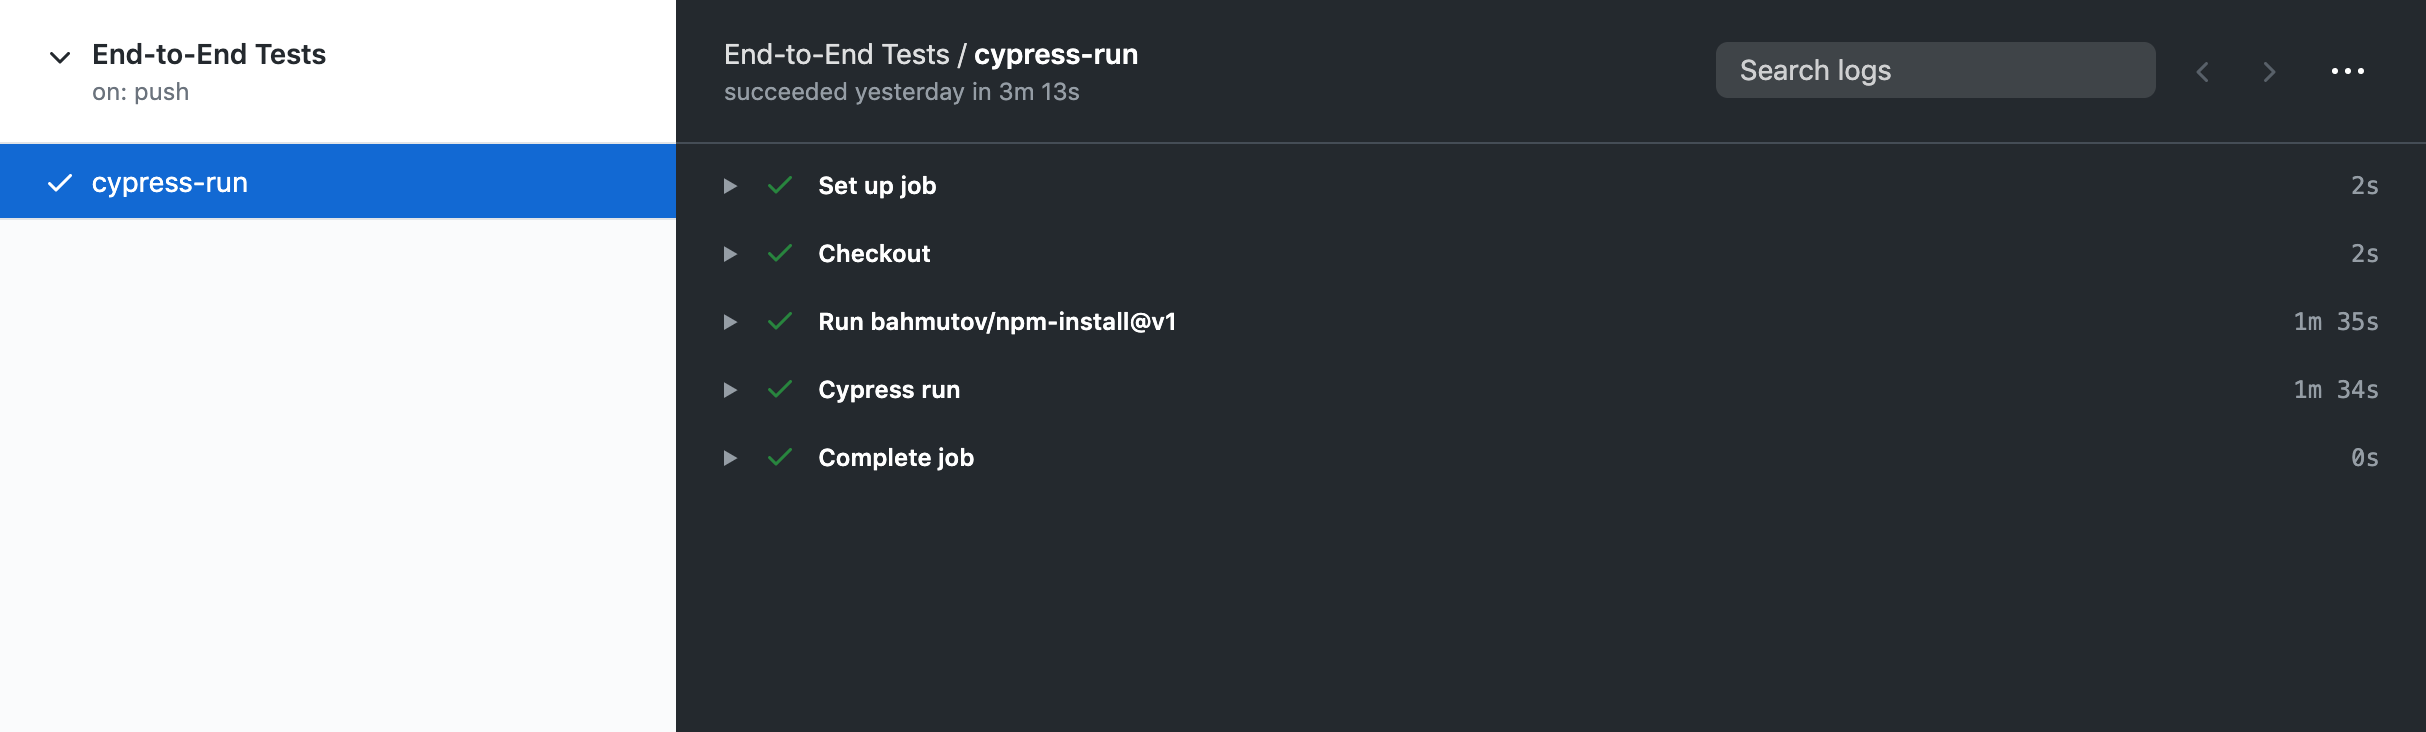 End-to-End Tests
on: push
cypress-run
End-to-End Tests / cypress-run
succeeded yesterday in 3m 13s
Search logs
Set up job 2s
Checkout 2s
Run bahmutov/npm-install@v1 1m 35s
Cypress run 1m 34s
Complete job 0s